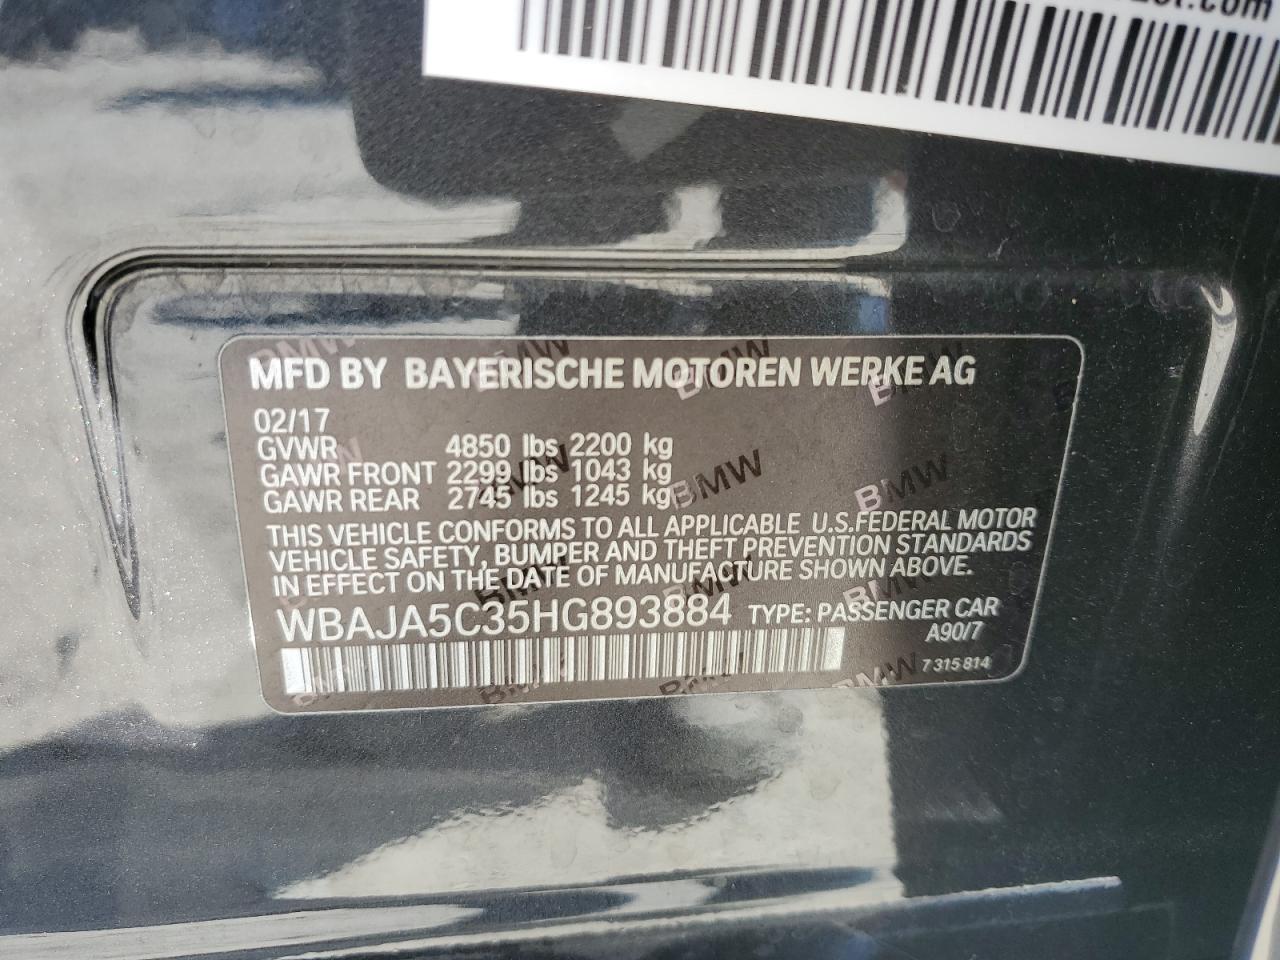 .com
MFD BY BAYERISCHE MOTOREN WERKE AG
02/17
GVWR 4850 lbs 2200 kg
GAWR FRONT 2299 lbs 1043 kg
GAWR REAR 2745 lbs 1245 kg
THIS VEHICLE CONFORMS TO ALL APPLICABLE U.S.FEDERAL MOTOR
VEHICLE SAFETY, BUMPER AND THEFT PREVENTION STANDARDS
IN EFFECT ON THE DATE OF MANUFACTURE SHOWN ABOVE.
WBAJA5C35HG893884 TYPE: PASSENGER CAR
A90/7
7 315 814